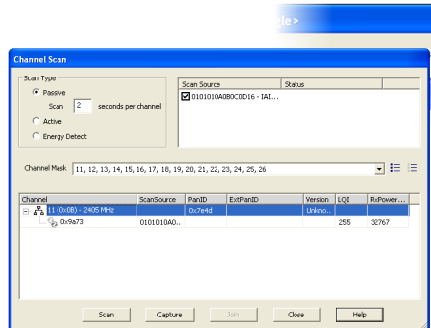 le>
Channel Scan
Scan Type
Passive
Scan 2 seconds per channel
Active
Energy Detect
Scan Source Status
0101010A0B0C0D16 - IAI...
Channel Mask 11, 12, 13, 14, 15, 16, 17, 18, 19, 20, 21, 22, 23, 24, 25, 26
Channel ScanSource PanID ExtPanID Version LQI RxPower...
11 (0x0B) - 2405 MHz 0x7e4d Unkno...
0x9a73 0101010A0... 255 32767
Scan Capture Join Close Help